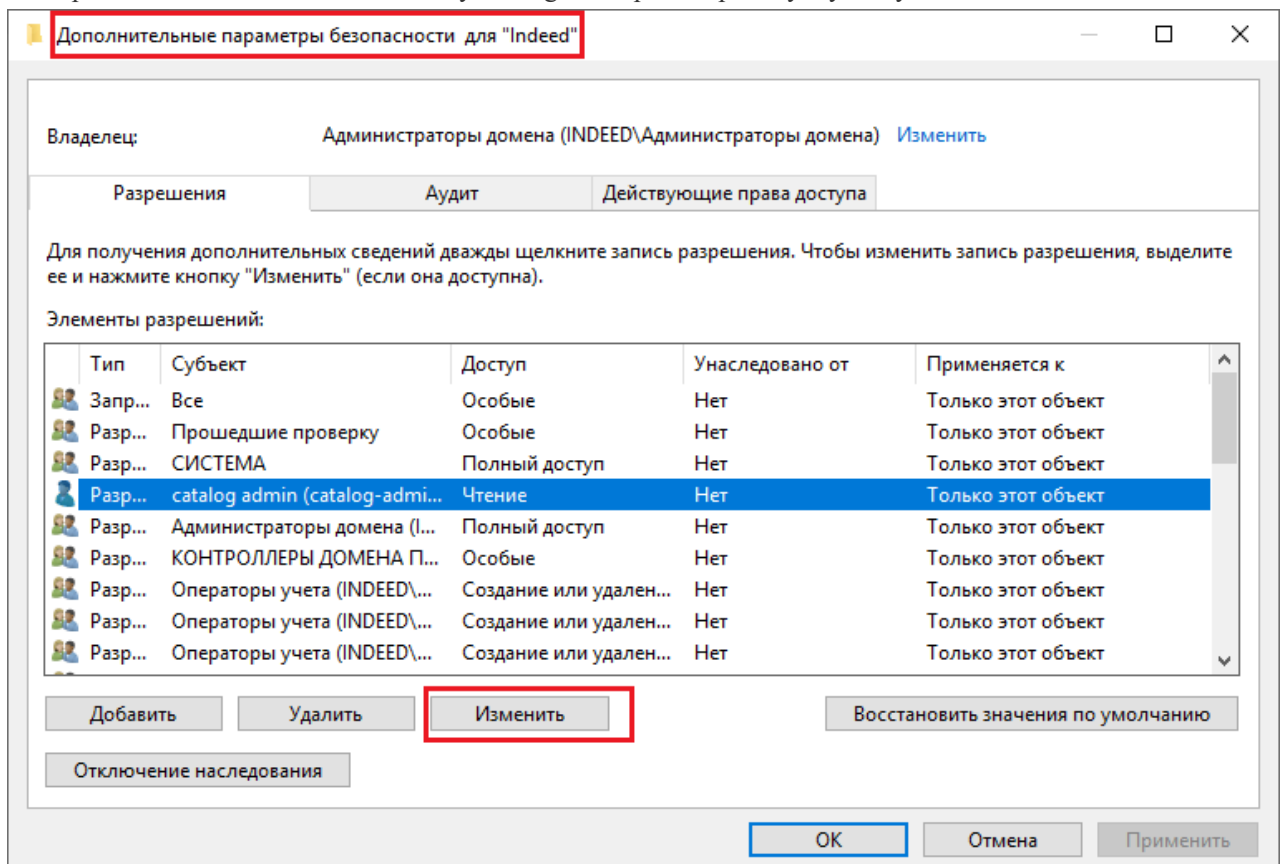 Дополнительные параметры безопасности для "Indeed"
Владелец: Администраторы домена (INDEED\Администраторы домена) Изменить
Разрешения Аудит Действующие права доступа
Для получения дополнительных сведений дважды щелкните запись разрешения. Чтобы изменить запись разрешения, выделите
ее и нажмите кнопку "Изменить" (если она доступна).
Элементы разрешений:
Тип Субъект Доступ Унаследовано от Применяется к
Запр... Все Особые Нет Только этот объект
Разр... Прошедшие проверку Особые Нет Только этот объект
Разр... СИСТЕМА Полный доступ Нет Только этот объект
Разр... catalog admin (catalog-admi... Чтение Нет Только этот объект
Разр... Администраторы домена (I... Полный доступ Нет Только этот объект
Разр... КОНТРОЛЛЕРЫ ДОМЕНА П... Особые Нет Только этот объект
Разр... Операторы учета (INDEED\... Создание или удален... Нет Только этот объект
Разр... Операторы учета (INDEED\... Создание или удален... Нет Только этот объект
Разр... Операторы учета (INDEED\... Создание или удален... Нет Только этот объект
Добавить Удалить Изменить Восстановить значения по умолчанию
Отключение наследования
ОК Отмена Применить